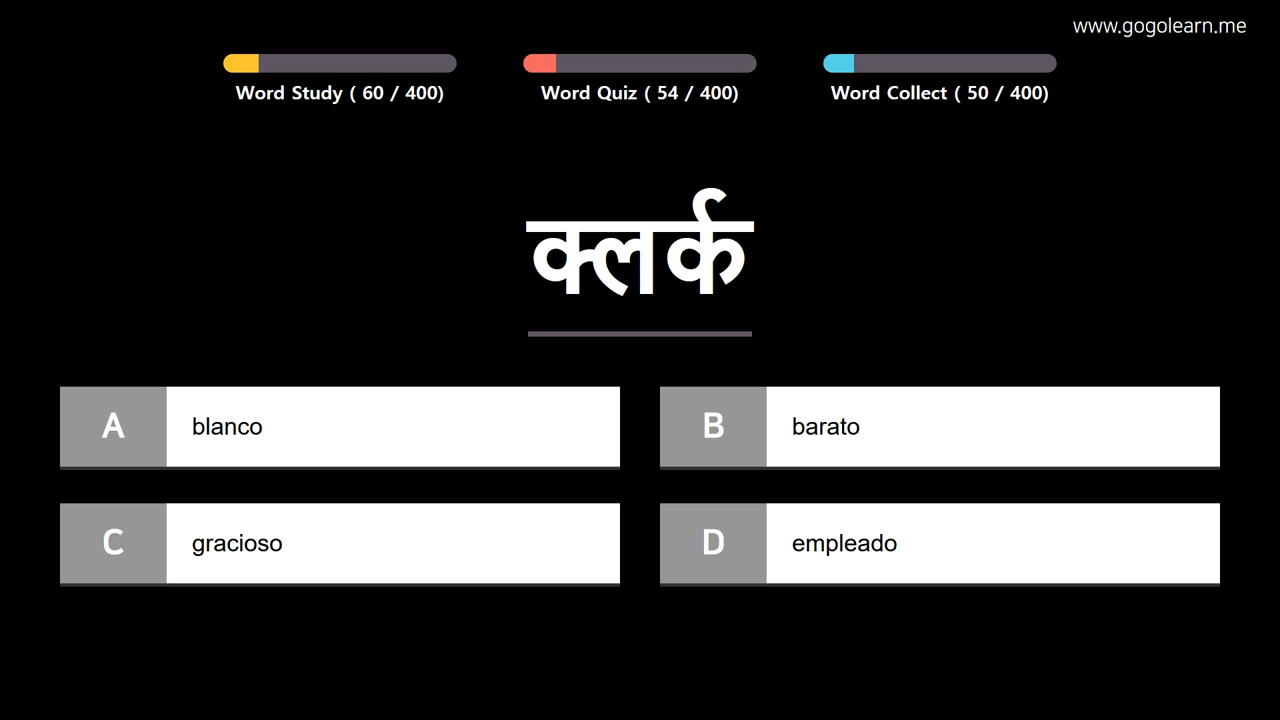 www.gogolearn.me
Word Study ( 60 / 400)
Word Quiz ( 54 / 400)
Word Collect ( 50 / 400)
क्लर्क
A blanco
B barato
C gracioso
D empleado